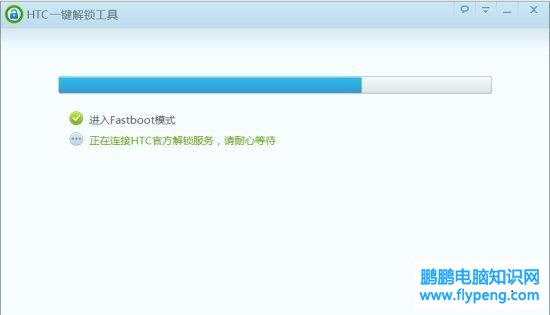 HTC一键解锁工具
进入Fastboot模式
正在连接HTC官方解锁服务，请耐心等待
鹏鹏电脑知识网
www.flypeng.com